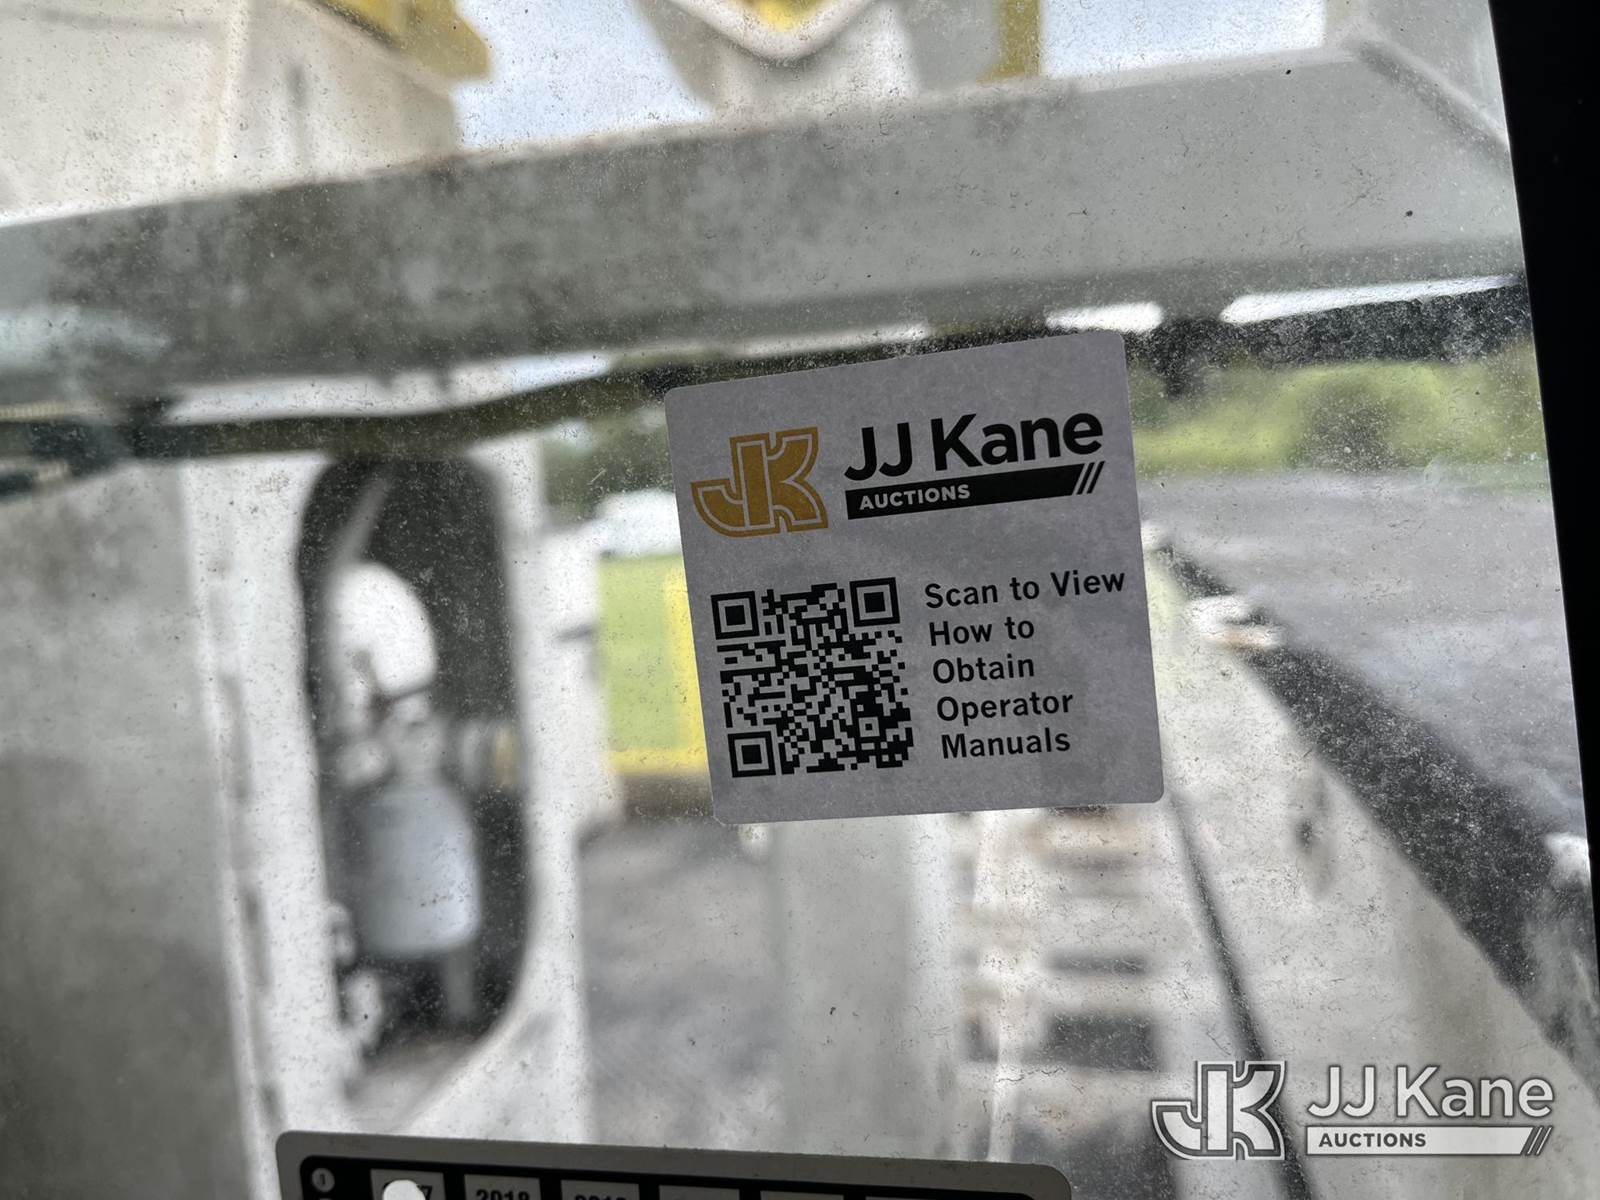 JK JJ Kane
AUCTIONS
Scan to View
How to
Obtain
Operator
Manuals
2018
JK JJ Kane
AUCTIONS